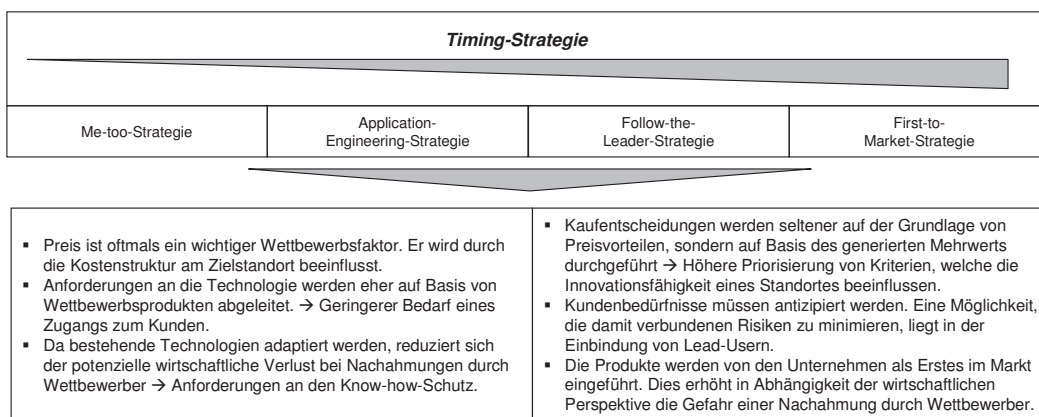 Timing-Strategie
Me-too-Strategie
Application-
Engineering-Strategie
Follow-the-
Leader-Strategie
First-to-
Market-Strategie
▪ Preis ist oftmals ein wichtiger Wettbewerbsfaktor. Er wird durch
die Kostenstruktur am Zielstandort beeinflusst.
▪ Anforderungen an die Technologie werden eher auf Basis von
Wettbewerbsprodukten abgeleitet. → Geringerer Bedarf eines
Zugangs zum Kunden.
▪ Da bestehende Technologien adaptiert werden, reduziert sich
der potenzielle wirtschaftliche Verlust bei Nachahmungen durch
Wettbewerber → Anforderungen an den Know-how-Schutz.
▪ Kaufentscheidungen werden seltener auf der Grundlage von
Preisvorteilen, sondern auf Basis des generierten Mehrwerts
durchgeführt → Höhere Priorisierung von Kriterien, welche die
Innovationsfähigkeit eines Standortes beeinflussen.
▪ Kundenbedürfnisse müssen antizipiert werden. Eine Möglichkeit,
die damit verbundenen Risiken zu minimieren, liegt in der
Einbindung von Lead-Usern.
▪ Die Produkte werden von den Unternehmen als Erstes im Markt
eingeführt. Dies erhöht in Abhängigkeit der wirtschaftlichen
Perspektive die Gefahr einer Nachahmung durch Wettbewerber.